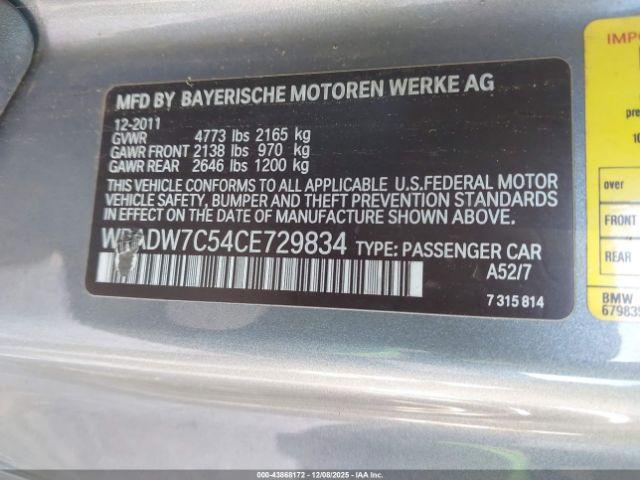 MFD BY BAYERISCHE MOTOREN WERKE AG
12-2011
GVWR 4773 lbs 2165 kg
GAWR FRONT 2138 lbs 970 kg
GAWR REAR 2646 lbs 1200 kg
THIS VEHICLE CONFORMS TO ALL APPLICABLE U.S.FEDERAL MOTOR
VEHICLE SAFETY, BUMPER AND THEFT PREVENTION STANDARDS
IN EFFECT ON THE DATE OF MANUFACTURE SHOWN ABOVE.
WBADW7C54CE729834 TYPE: PASSENGER CAR
A52/7
7 315 814
over
FRONT
REAR
BMW
000-43868172 | 12/08/2025 - IAAI, Inc.